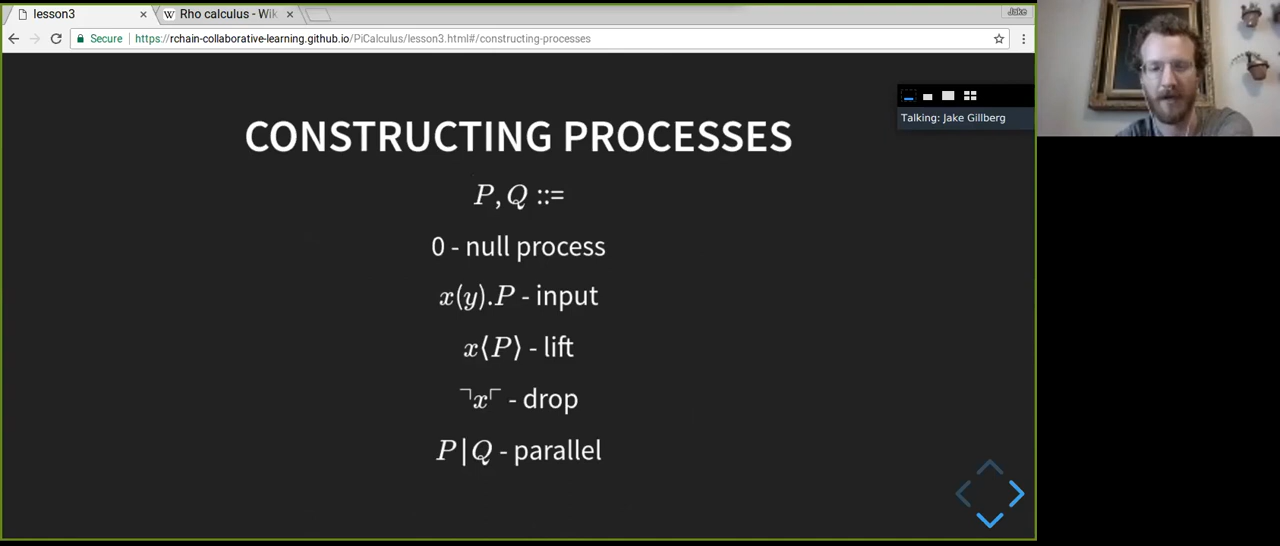 lesson3
Rho calculus - Wik
Jake
Secure
https://rchain-collaborative-learning.github.io/PiCalculus/lesson3.html#/constructing-processes
Talking: Jake Gillberg
CONSTRUCTING PROCESSES
P, Q ::=
0 - null process
x(y).P - input
x⟨P⟩ - lift
⌝x⌜ - drop
P|Q - parallel